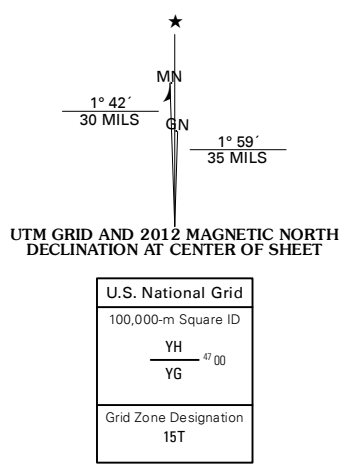 ★
MN
1° 42´
30 MILS
GN
1° 59´
35 MILS
UTM GRID AND 2012 MAGNETIC NORTH
DECLINATION AT CENTER OF SHEET
U.S. National Grid
100,000-m Square ID
YH
47 00
YG
Grid Zone Designation
15T